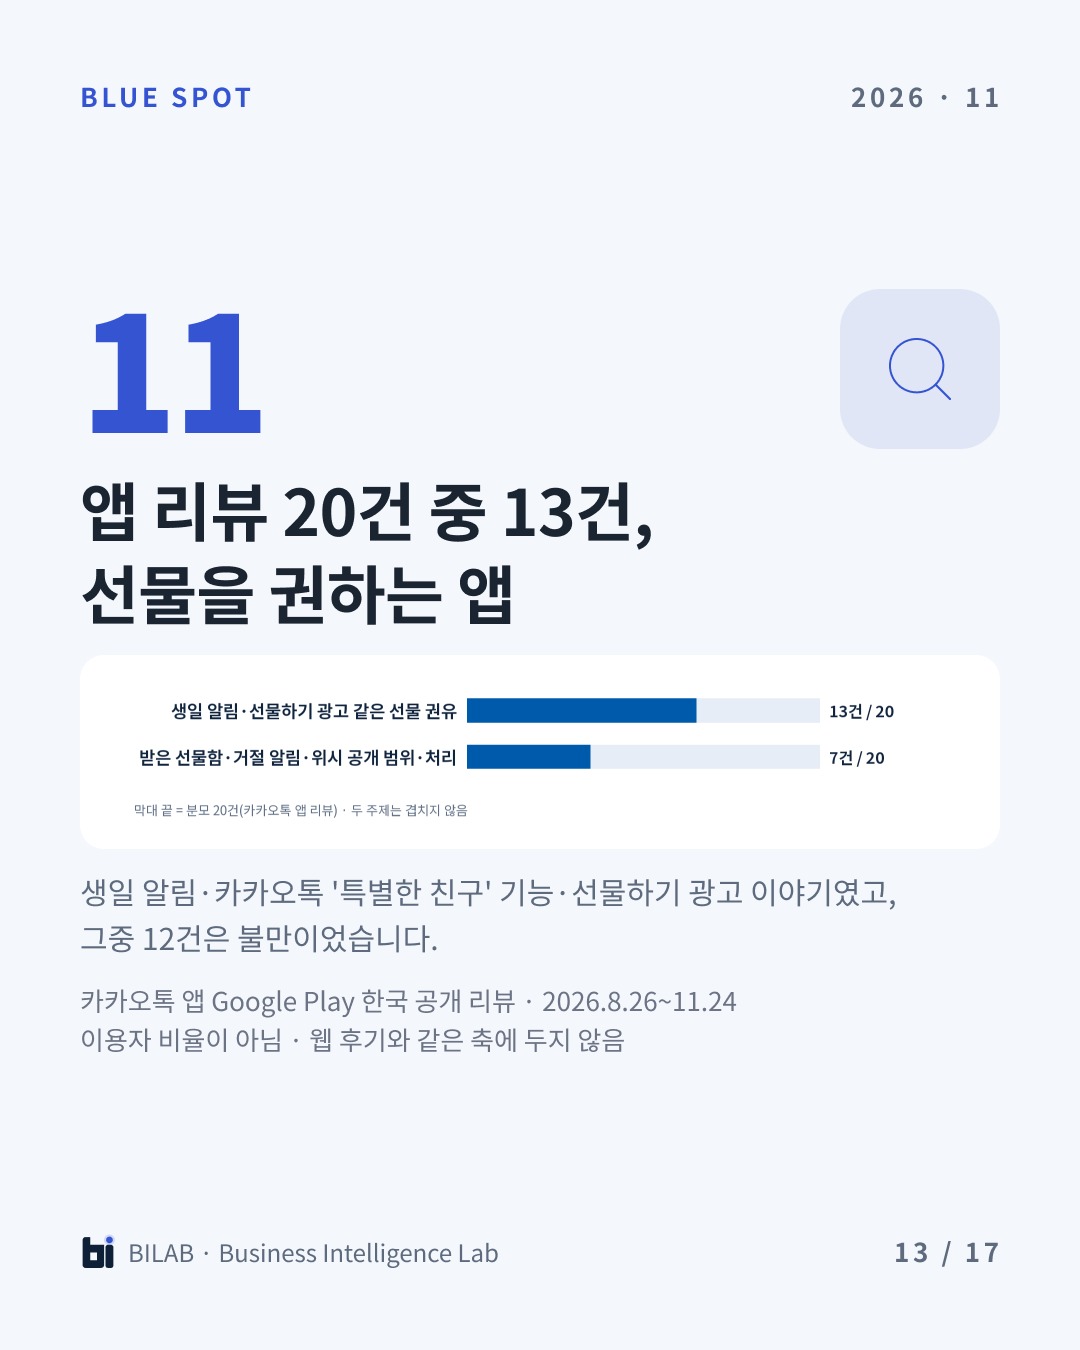 BLUE SPOT
2026 · 11
11
앱 리뷰 20건 중 13건,
선물을 권하는 앱
생일 알림·선물하기 광고 같은 선물 권유 13건 / 20
받은 선물함·거절 알림·위시 공개 범위·처리 7건 / 20
막대 끝 = 분모 20건(카카오톡 앱 리뷰) · 두 주제는 겹치지 않음
생일 알림·카카오톡 '특별한 친구' 기능·선물하기 광고 이야기였고,
그중 12건은 불만이었습니다.
카카오톡 앱 Google Play 한국 공개 리뷰 · 2026.8.26~11.24
이용자 비율이 아님 · 웹 후기와 같은 축에 두지 않음
bi BILAB · Business Intelligence Lab
13 / 17